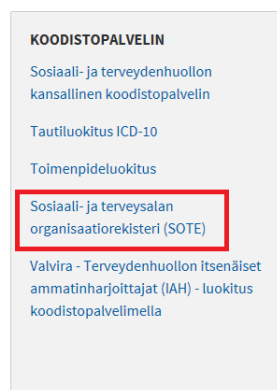 KOODISTOPALVELIN
Sosiaali- ja terveydenhuollon
kansallinen koodistopalvelin
Tautiluokitus ICD-10
Toimenpideluokitus
Sosiaali- ja terveysalan
organisaatiorekisteri (SOTE)
Valvira - Terveydenhuollon itsenäiset
ammatinharjoittajat (IAH) - luokitus
koodistopalvelimella